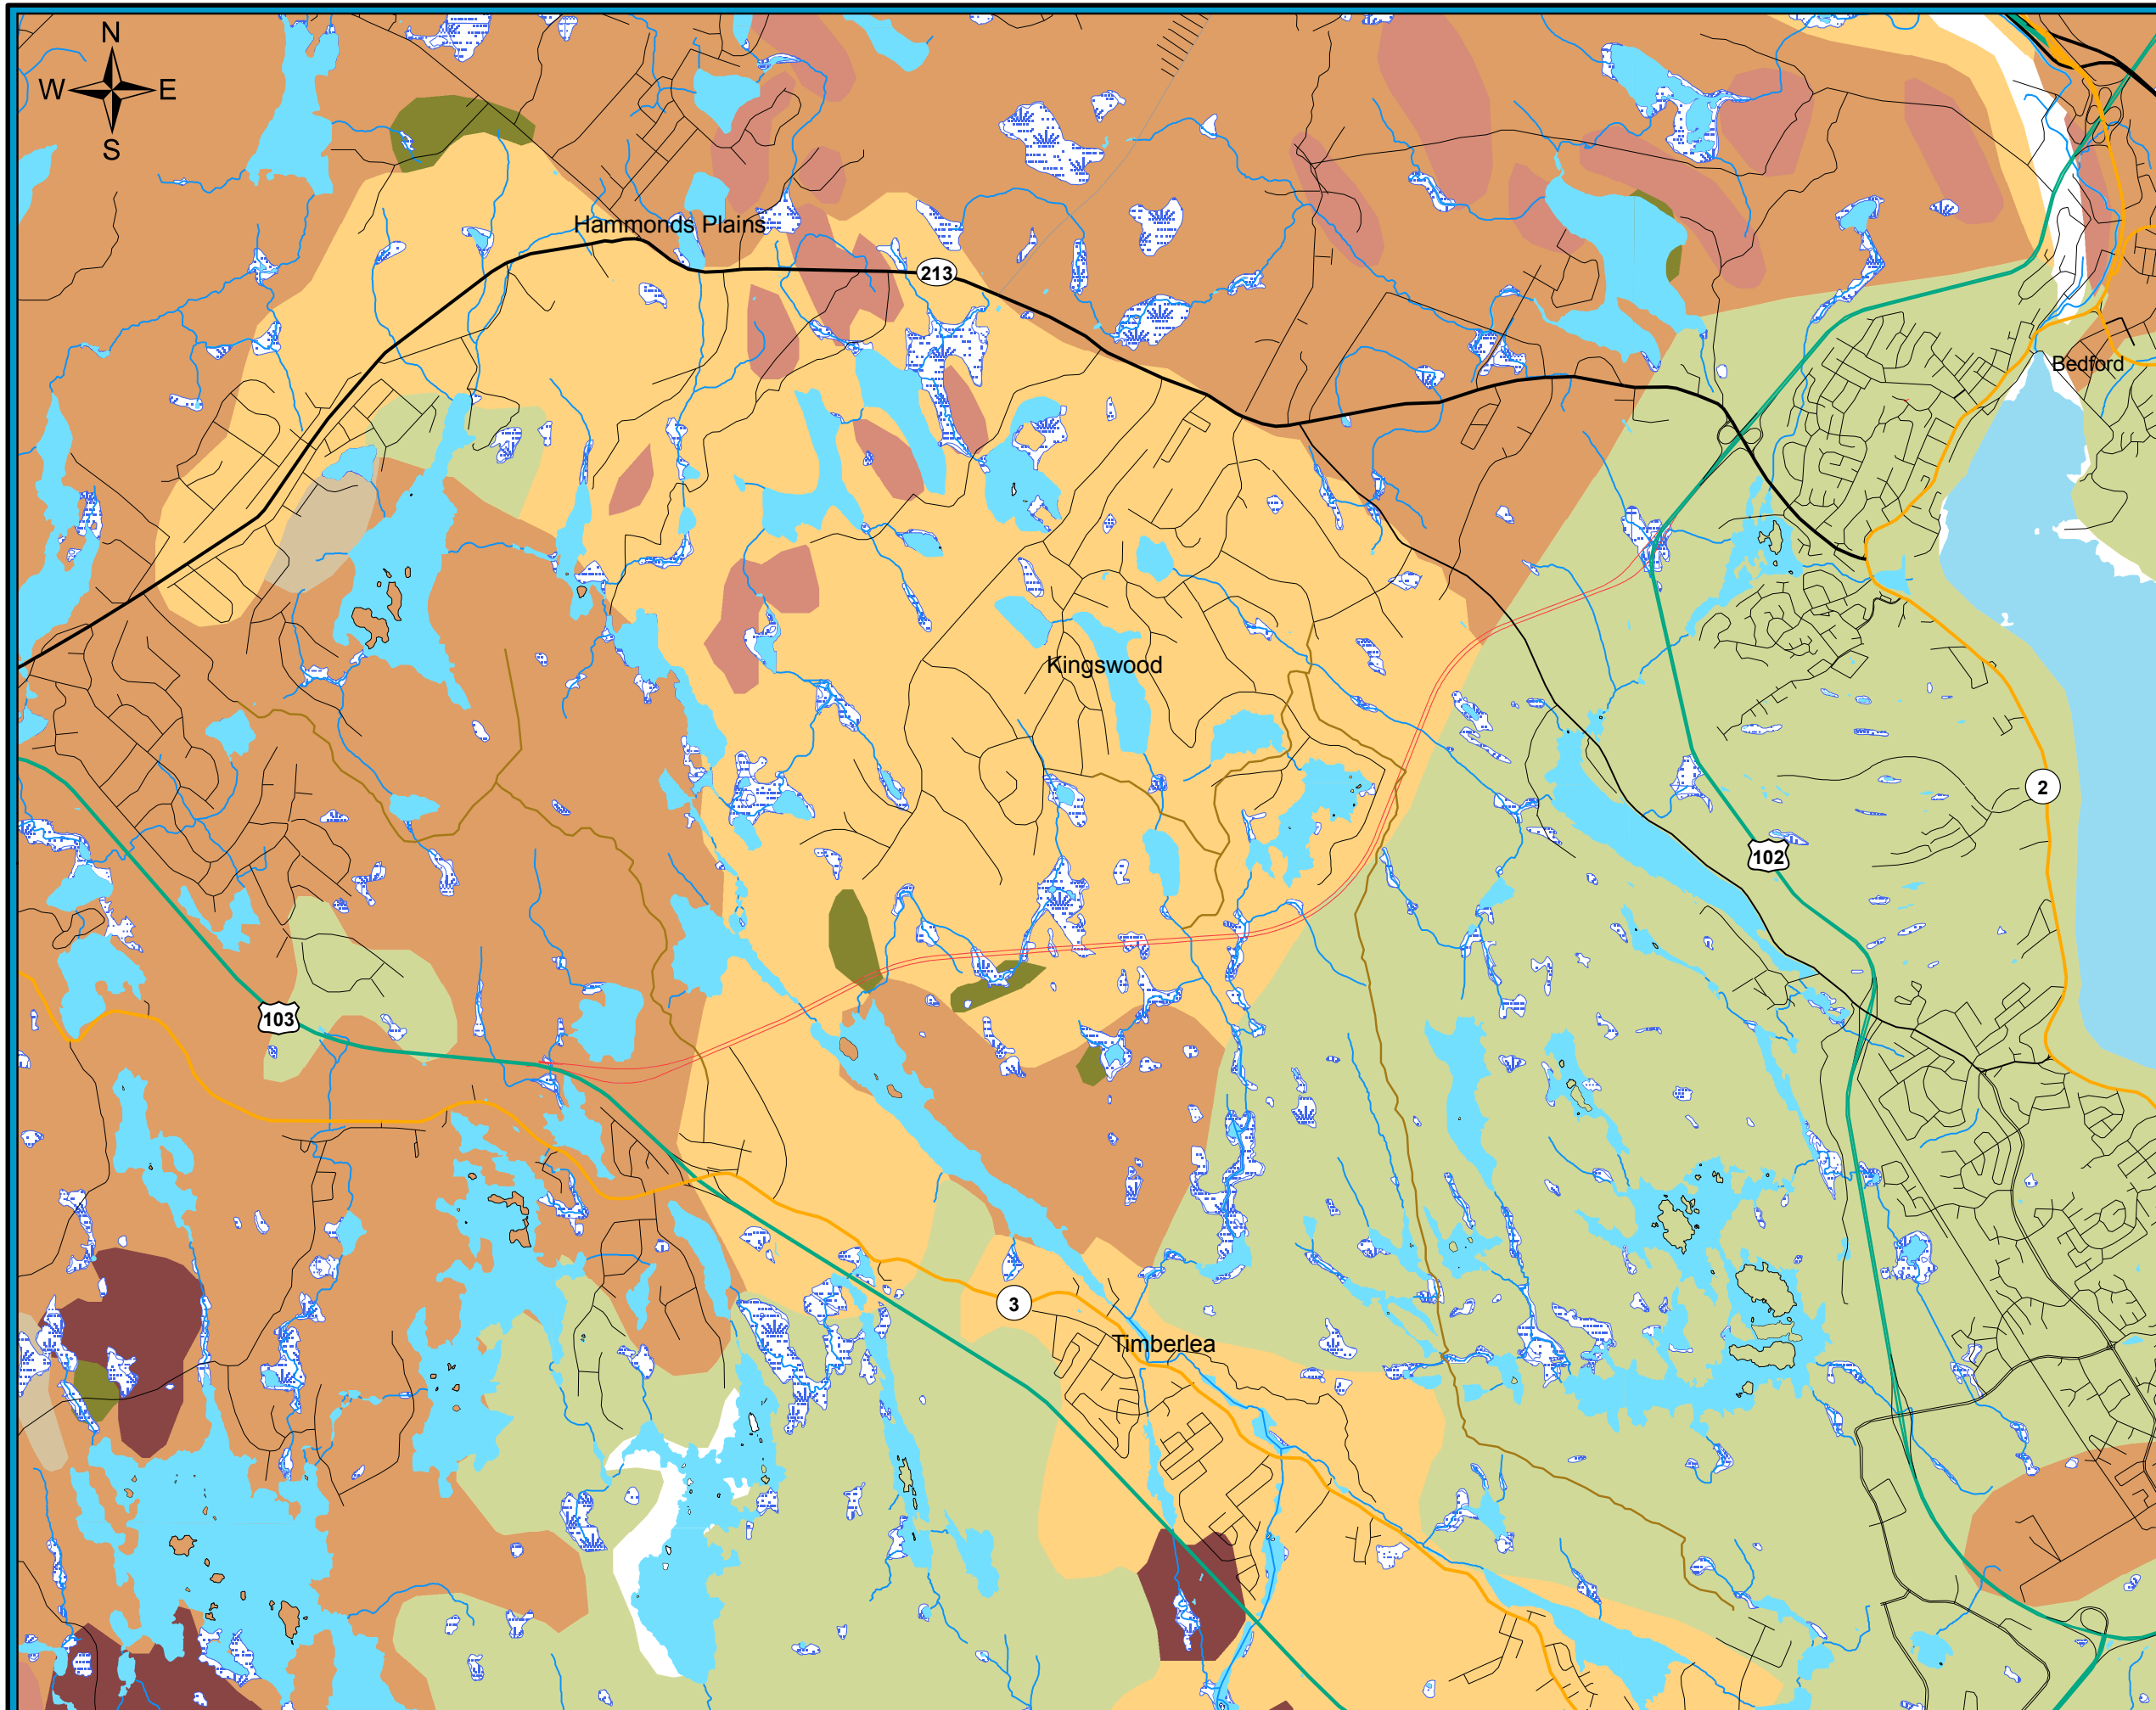 N
W E
S
Hammonds Plains
213
Bedford
Kingswood
2
102
103
3
Timberlea